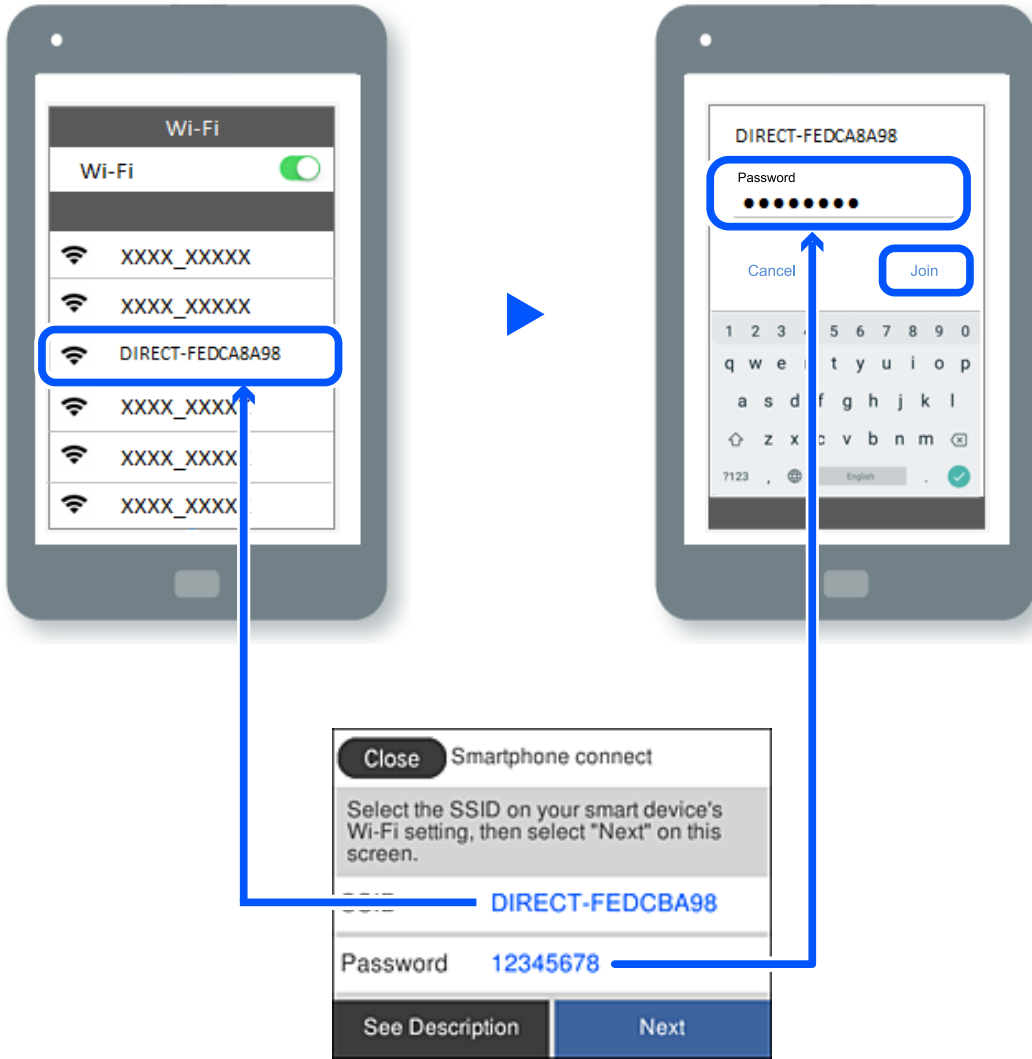 Wi-Fi
Wi-Fi
XXXX_XXXXX
XXXX_XXXXX
DIRECT-FEDCA8A98
XXXX_XXXX
XXXX_XXXX
XXXX_XXXX
DIRECT-FEDCA8A98
Password
••••••••
Cancel Join
1 2 3 5 6 7 8 9 0
q w e t y u i o p
a s d f g h j k l
z x c v b n m
?123 , English .
Close Smartphone connect
Select the SSID on your smart device's
Wi-Fi setting, then select "Next" on this
screen.
DIRECT-FEDCBA98
Password 12345678
See Description Next